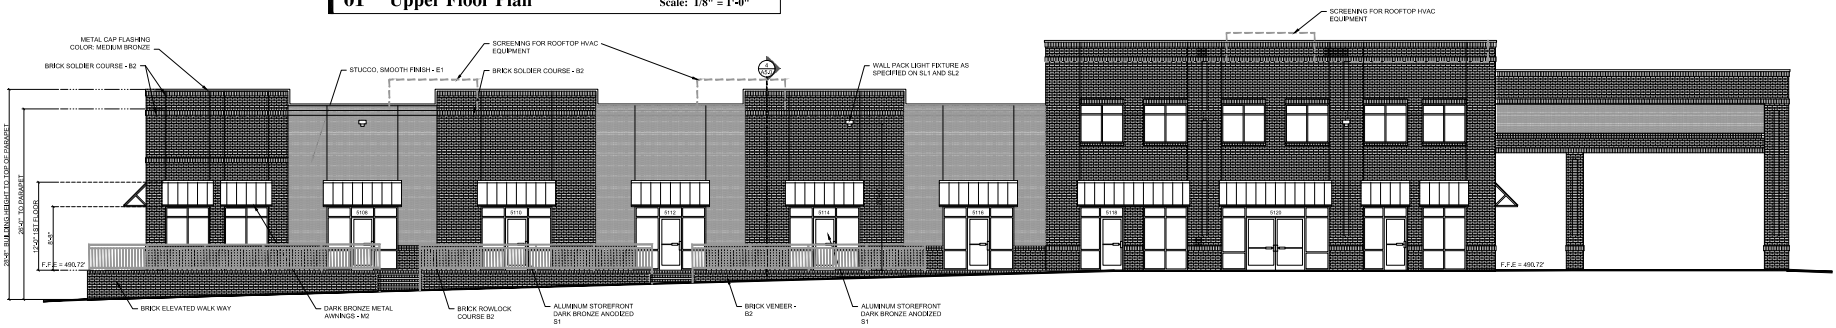 01 Upper Floor Plan
Scale: 1/8" = 1'-0"
SCREENING FOR ROOFTOP HVAC
EQUIPMENT
METAL CAP FLASHING
COLOR: MEDIUM BRONZE
SCREENING FOR ROOFTOP HVAC
EQUIPMENT
BRICK SOLDIER COURSE - B2
STUCCO, SMOOTH FINISH - E1
BRICK SOLDIER COURSE - B2
4
WALL PACK LIGHT FIXTURE AS
SPECIFIED ON SL1 AND SL2
BUILDING HEIGHT TO TOP OF PARAPET
26'-0" TO PARAPET
12'-0" 1ST FLOOR
5108
5110
5112
5114
5116
5118
5120
F.F.E = 490.72'
F.F.E = 490.72'
BRICK ELEVATED WALK WAY
DARK BRONZE METAL
AWNINGS - M2
BRICK ROWLOCK
COURSE B2
ALUMINUM STOREFRONT
DARK BRONZE ANODIZED
S1
BRICK VENEER -
B2
ALUMINUM STOREFRONT
DARK BRONZE ANODIZED
S1